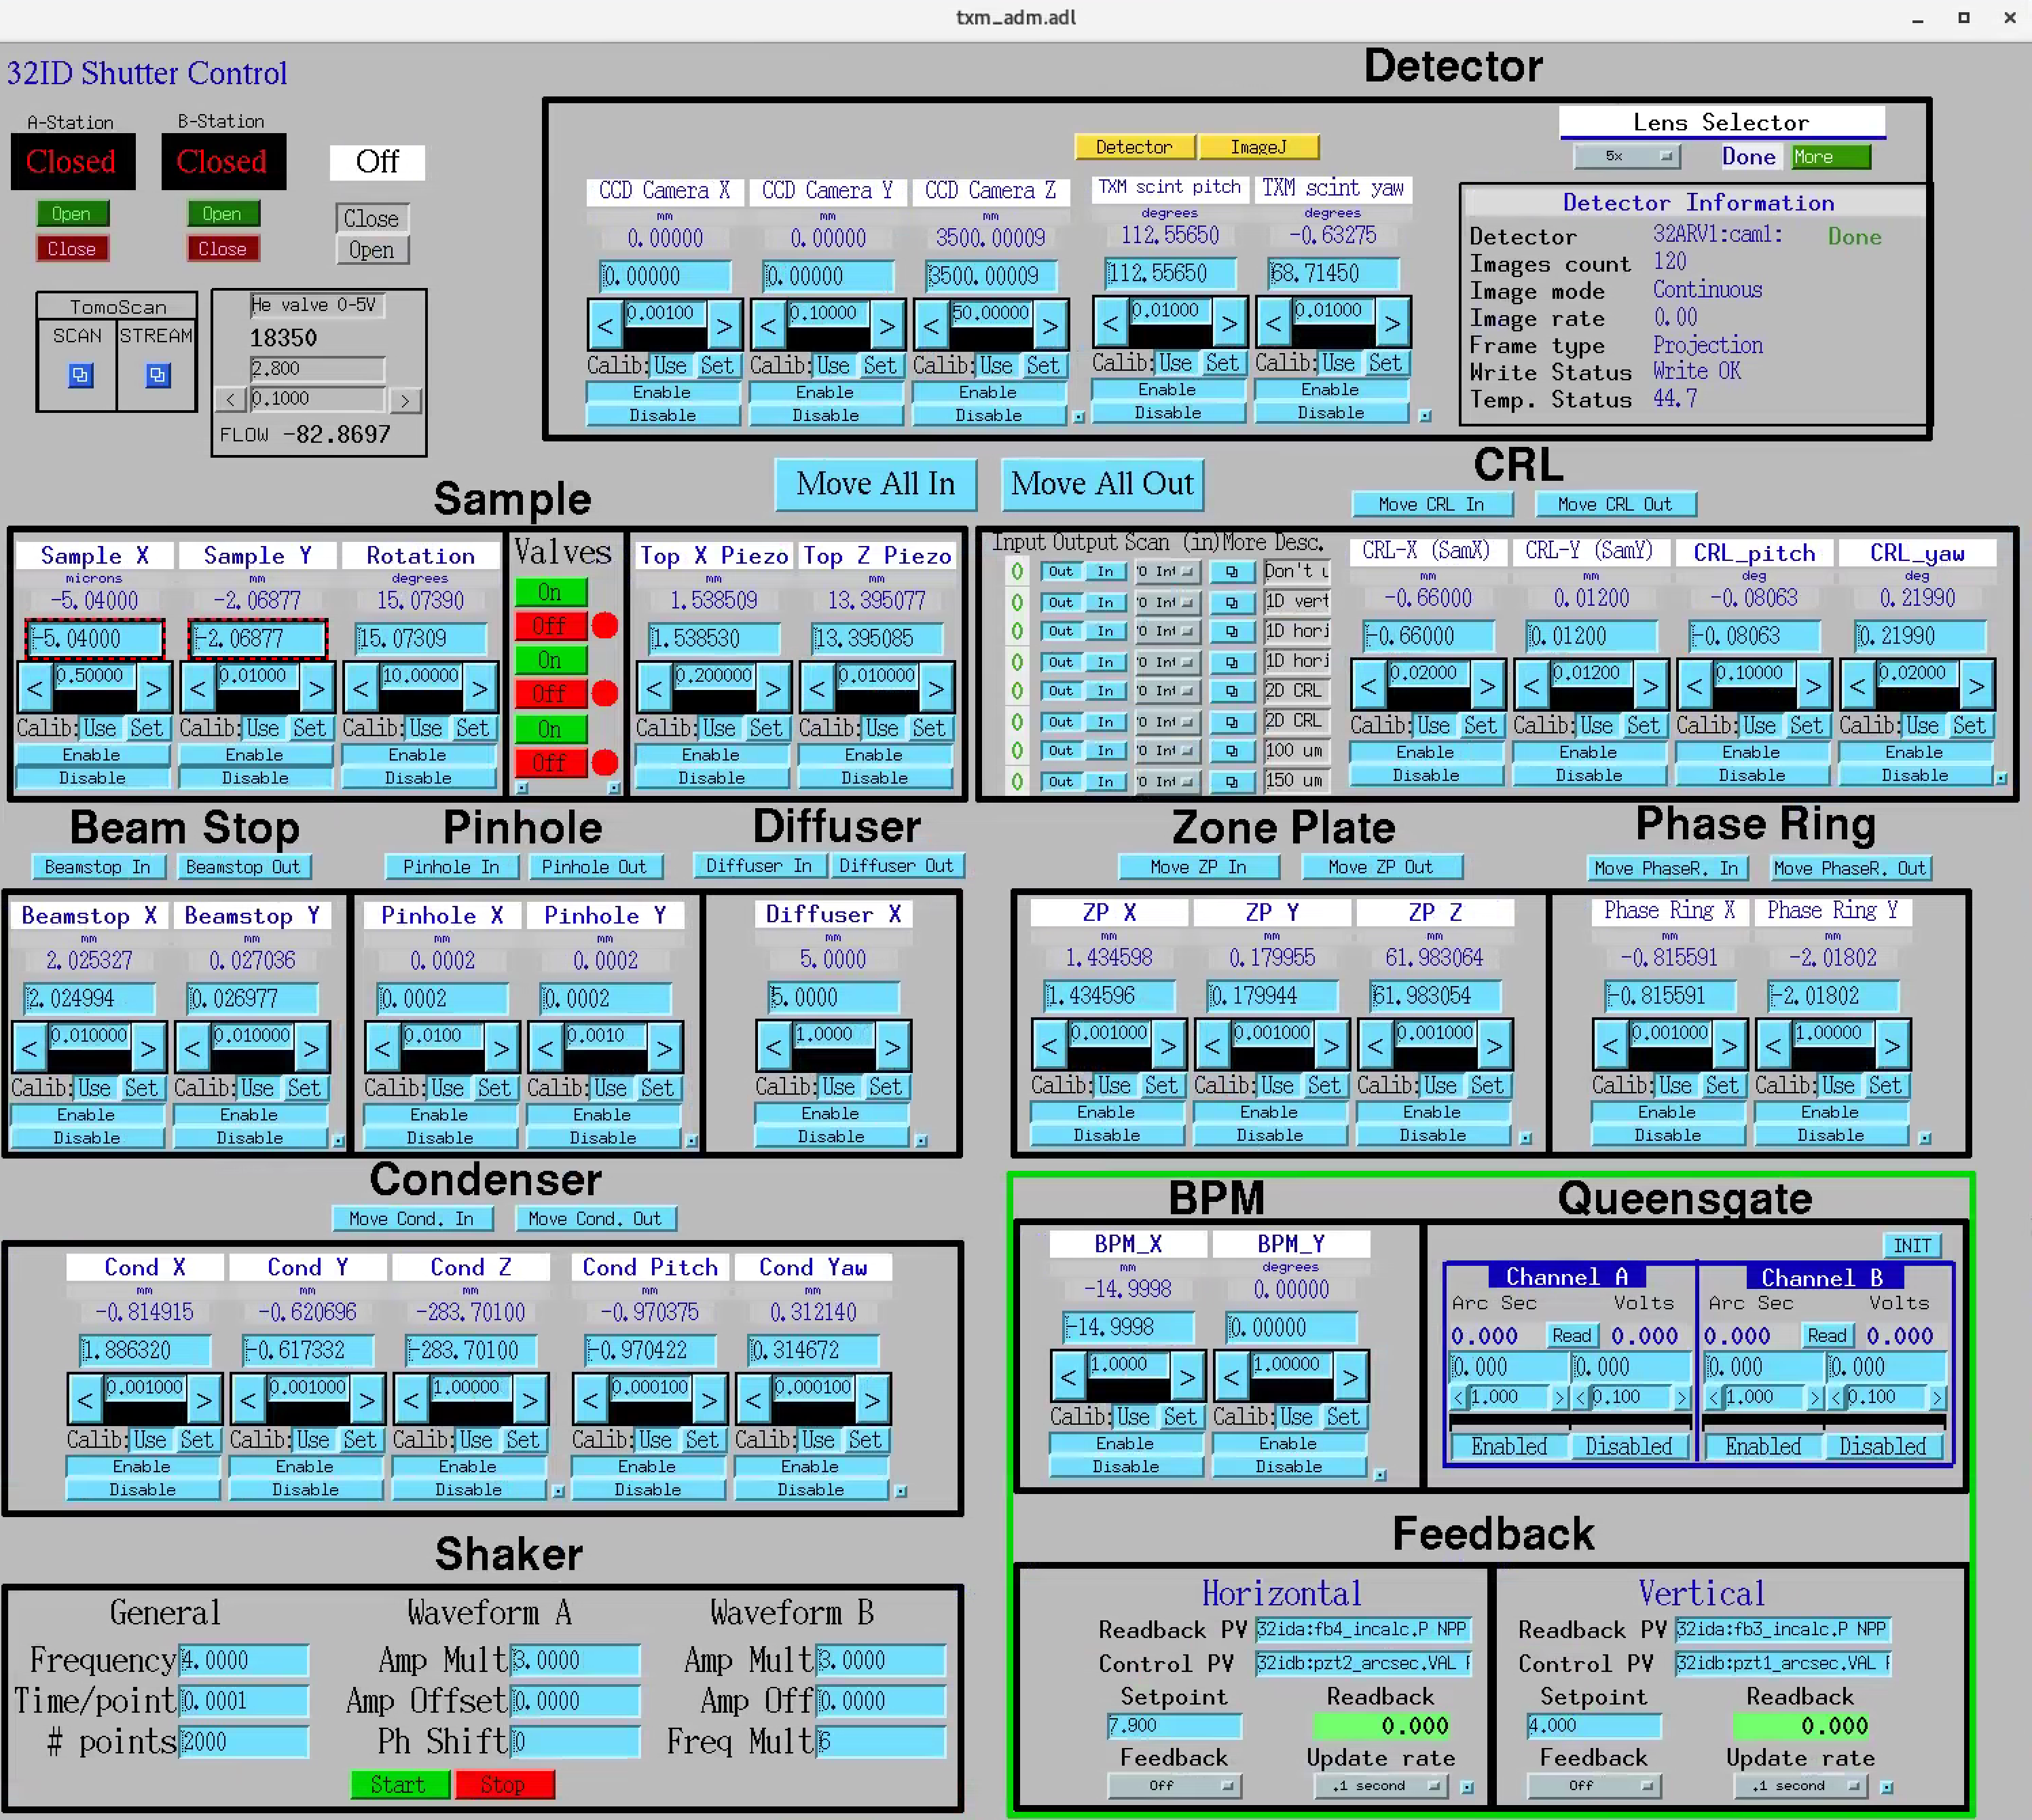 txm_adm.adl
32ID Shutter Control
Detector
A-Station B-Station
Closed Closed Off
Open Open Close
Close Close Open
TomoScan
SCAN STREAM
He valve 0-5V
18350
2.800
< 0.1000 >
FLOW -82.8697
Detector ImageJ
Lens Selector
5x Done More
CCD Camera X CCD Camera Y CCD Camera Z TXM scint pitch TXM scint yaw
mm mm mm degrees degrees
0.00000 0.00000 3500.00009 112.55650 -0.63275
0.00000 0.00000 3500.00009 112.55650 68.71450
< 0.00100 > < 0.10000 > < 50.00000 > < 0.01000 > < 0.01000 >
Calib: Use Set Calib: Use Set Calib: Use Set Calib: Use Set Calib: Use Set
Enable Enable Enable Enable Enable
Disable Disable Disable Disable Disable
Detector Information
Detector 32ARV1:cam1: Done
Images count 120
Image mode Continuous
Image rate 0.00
Frame type Projection
Write Status Write OK
Temp. Status 44.7
Move All In Move All Out
Sample
Sample X Sample Y Rotation
microns mm degrees
-5.04000 -2.06877 15.07390
-5.04000 -2.06877 15.07309
< 0.50000 > < 0.01000 > < 10.00000 >
Calib: Use Set Calib: Use Set Calib: Use Set
Enable Enable Enable
Disable Disable Disable
Valves
On
Off
On
Off
On
Off
Top X Piezo Top Z Piezo
mm mm
1.538509 13.395077
1.538530 13.395085
< 0.200000 > < 0.010000 >
Calib: Use Set Calib: Use Set
Enable Enable
Disable Disable
CRL
Move CRL In Move CRL Out
Input Output Scan (in) More Desc.
0 Out In Don't
0 Out In 1D vert
0 Out In 1D hori
0 Out In 1D hori
0 Out In 2D CRL
0 Out In 2D CRL
0 Out In 100 um
0 Out In 150 um
CRL-X (SamX) CRL-Y (SamY) CRL_pitch CRL_yaw
mm mm deg deg
-0.66000 0.01200 -0.08063 0.21990
-0.66000 0.01200 -0.08063 0.21990
< 0.02000 > < 0.01200 > < 0.10000 > < 0.02000 >
Calib: Use Set Calib: Use Set Calib: Use Set Calib: Use Set
Enable Enable Enable Enable
Disable Disable Disable Disable
Beam Stop
Beamstop In Beamstop Out
Beamstop X Beamstop Y
mm mm
2.025327 0.027036
2.024994 0.026977
< 0.010000 > < 0.010000 >
Calib: Use Set Calib: Use Set
Enable Enable
Disable Disable
Pinhole
Pinhole In Pinhole Out
Pinhole X Pinhole Y
mm mm
0.0002 0.0002
0.0002 0.0002
< 0.0100 > < 0.0010 >
Calib: Use Set Calib: Use Set
Enable Enable
Disable Disable
Diffuser
Diffuser In Diffuser Out
Diffuser X
mm
5.0000
5.0000
< 1.0000 >
Calib: Use Set
Enable
Disable
Zone Plate
Move ZP In Move ZP Out
ZP X ZP Y ZP Z
mm mm mm
1.434598 0.179955 61.983064
1.434596 0.179944 61.983054
< 0.001000 > < 0.001000 > < 0.001000 >
Calib: Use Set Calib: Use Set Calib: Use Set
Enable Enable Enable
Disable Disable Disable
Phase Ring
Move PhaseR. In Move PhaseR. Out
Phase Ring X Phase Ring Y
mm mm
-0.815591 -2.01802
-0.815591 -2.01802
< 0.001000 > < 1.00000 >
Calib: Use Set Calib: Use Set
Enable Enable
Disable Disable
Condenser
Move Cond. In Move Cond. Out
Cond X Cond Y Cond Z Cond Pitch Cond Yaw
mm mm mm mm mm
-0.814915 -0.620696 -283.70100 -0.970375 0.312140
1.886320 -0.617332 -283.70100 -0.970422 0.314672
< 0.001000 > < 0.001000 > < 1.00000 > < 0.000100 > < 0.000100 >
Calib: Use Set Calib: Use Set Calib: Use Set Calib: Use Set Calib: Use Set
Enable Enable Enable Enable Enable
Disable Disable Disable Disable Disable
BPM
BPM_X BPM_Y
mm degrees
-14.9998 0.00000
-14.9998 0.00000
< 1.0000 > < 1.00000 >
Calib: Use Set Calib: Use Set
Enable Enable
Disable Disable
Queensgate
INIT
Channel A Channel B
Arc Sec Volts Arc Sec Volts
0.000 Read 0.000 0.000 Read 0.000
0.000 0.000 0.000 0.000
< 1.000 > < 0.100 > < 1.000 > < 0.100 >
Enabled Disabled Enabled Disabled
Shaker
General Waveform A Waveform B
Frequency 4.0000 Amp Mult 3.0000 Amp Mult 3.0000
Time/point 0.0001 Amp Offset 0.0000 Amp Off 0.0000
# points 2000 Ph Shift 0 Freq Mult 6
Start Stop
Feedback
Horizontal Vertical
Readback PV 32ida:fb4_incalc.P NPP Readback PV 32ida:fb3_incalc.P NPP
Control PV 32idb:pzt2_arcsec.VAL Control PV 32idb:pzt1_arcsec.VAL
Setpoint Readback Setpoint Readback
7.900 0.000 4.000 0.000
Feedback Update rate Feedback Update rate
Off .1 second Off .1 second